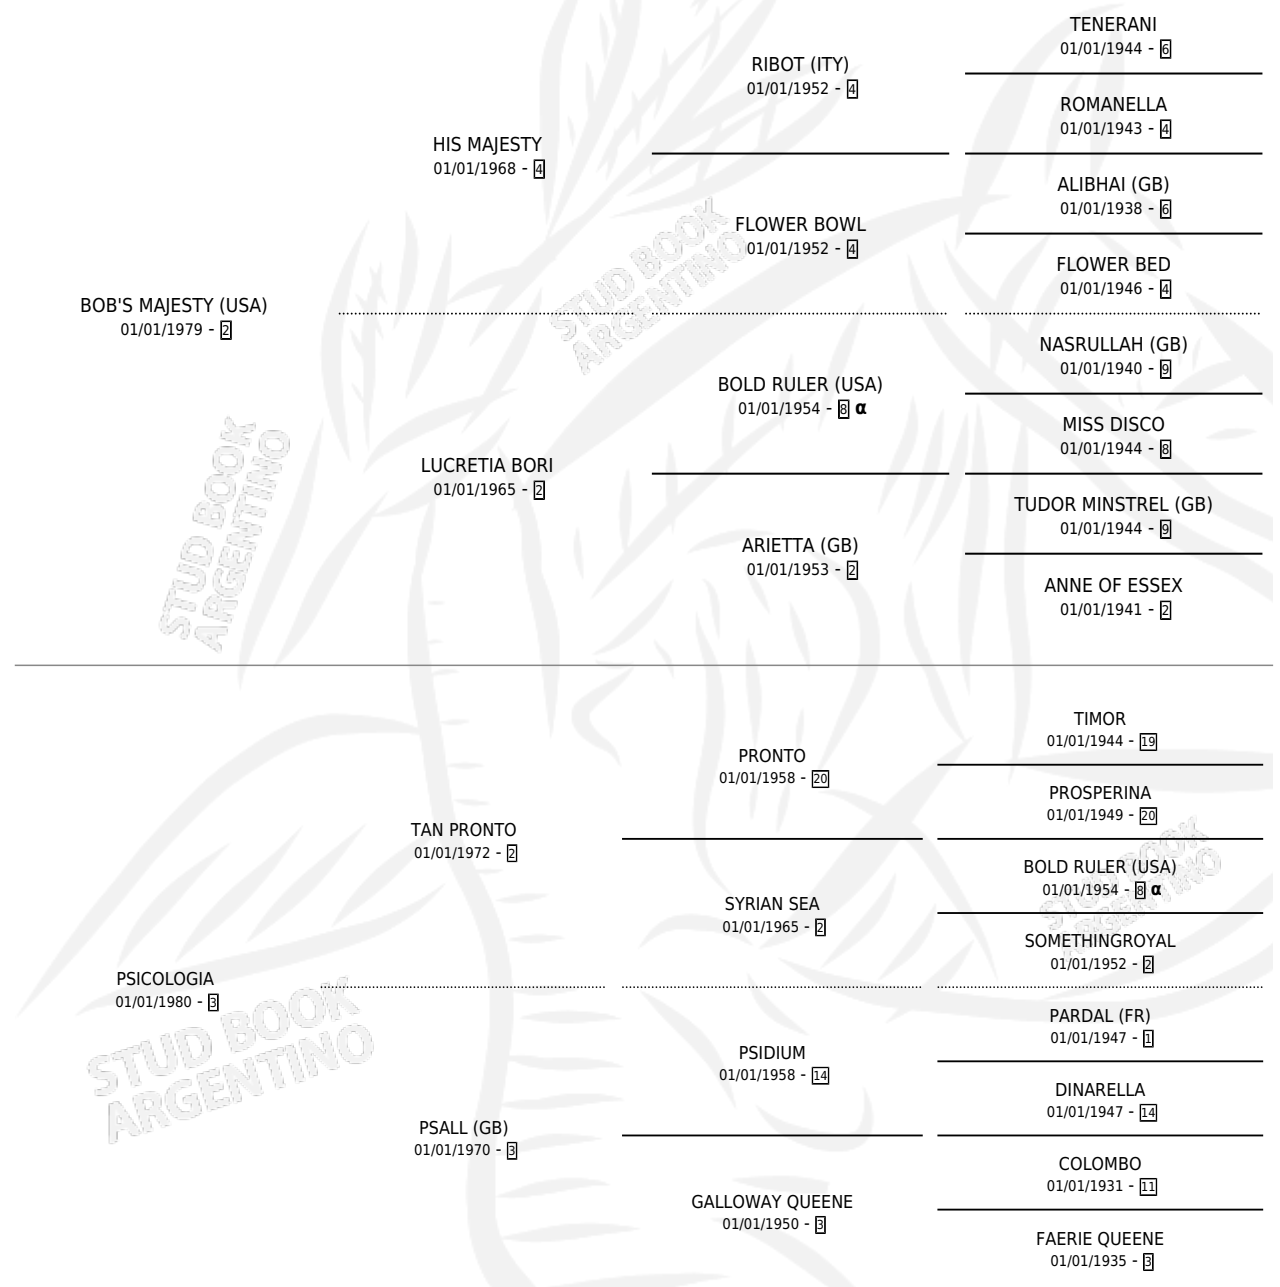 TENERANI
01/01/1944 - 6
RIBOT (ITY)
01/01/1952 - 4
ROMANELLA
01/01/1943 - 4
HIS MAJESTY
01/01/1968 - 4
ALIBHAI (GB)
01/01/1938 - 6
FLOWER BOWL
01/01/1952 - 4
FLOWER BED
01/01/1946 - 4
BOB'S MAJESTY (USA)
01/01/1979 - 2
NASRULLAH (GB)
01/01/1940 - 9
BOLD RULER (USA)
01/01/1954 - 8 α
MISS DISCO
01/01/1944 - 8
LUCRETIA BORI
01/01/1965 - 2
TUDOR MINSTREL (GB)
01/01/1944 - 9
ARIETTA (GB)
01/01/1953 - 2
ANNE OF ESSEX
01/01/1941 - 2
STUD BOOK
ARGENTINO
STUD BOOK
ARGENTINO
TIMOR
01/01/1944 - 19
PRONTO
01/01/1958 - 20
PROSPERINA
01/01/1949 - 20
TAN PRONTO
01/01/1972 - 2
BOLD RULER (USA)
01/01/1954 - 8 α
SYRIAN SEA
01/01/1965 - 2
SOMETHINGROYAL
01/01/1952 - 2
PSICOLOGIA
01/01/1980 - 3
PARDAL (FR)
01/01/1947 - 1
PSIDIUM
01/01/1958 - 14
DINARELLA
01/01/1947 - 14
PSALL (GB)
01/01/1970 - 3
COLOMBO
01/01/1931 - 11
GALLOWAY QUEENE
01/01/1950 - 3
FAERIE QUEENE
01/01/1935 - 3
STUD BOOK
ARGENTINO
STUD BOOK
ARGENTINO